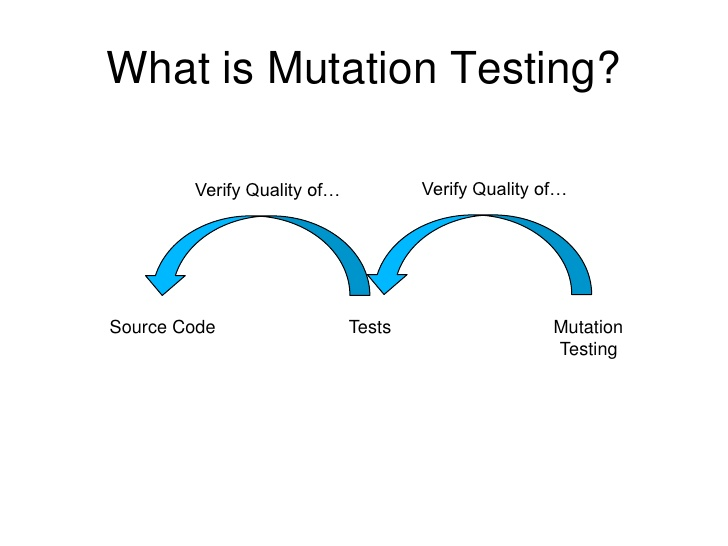 What is Mutation Testing?
Verify Quality of…
Verify Quality of…
Source Code
Tests
Mutation
Testing